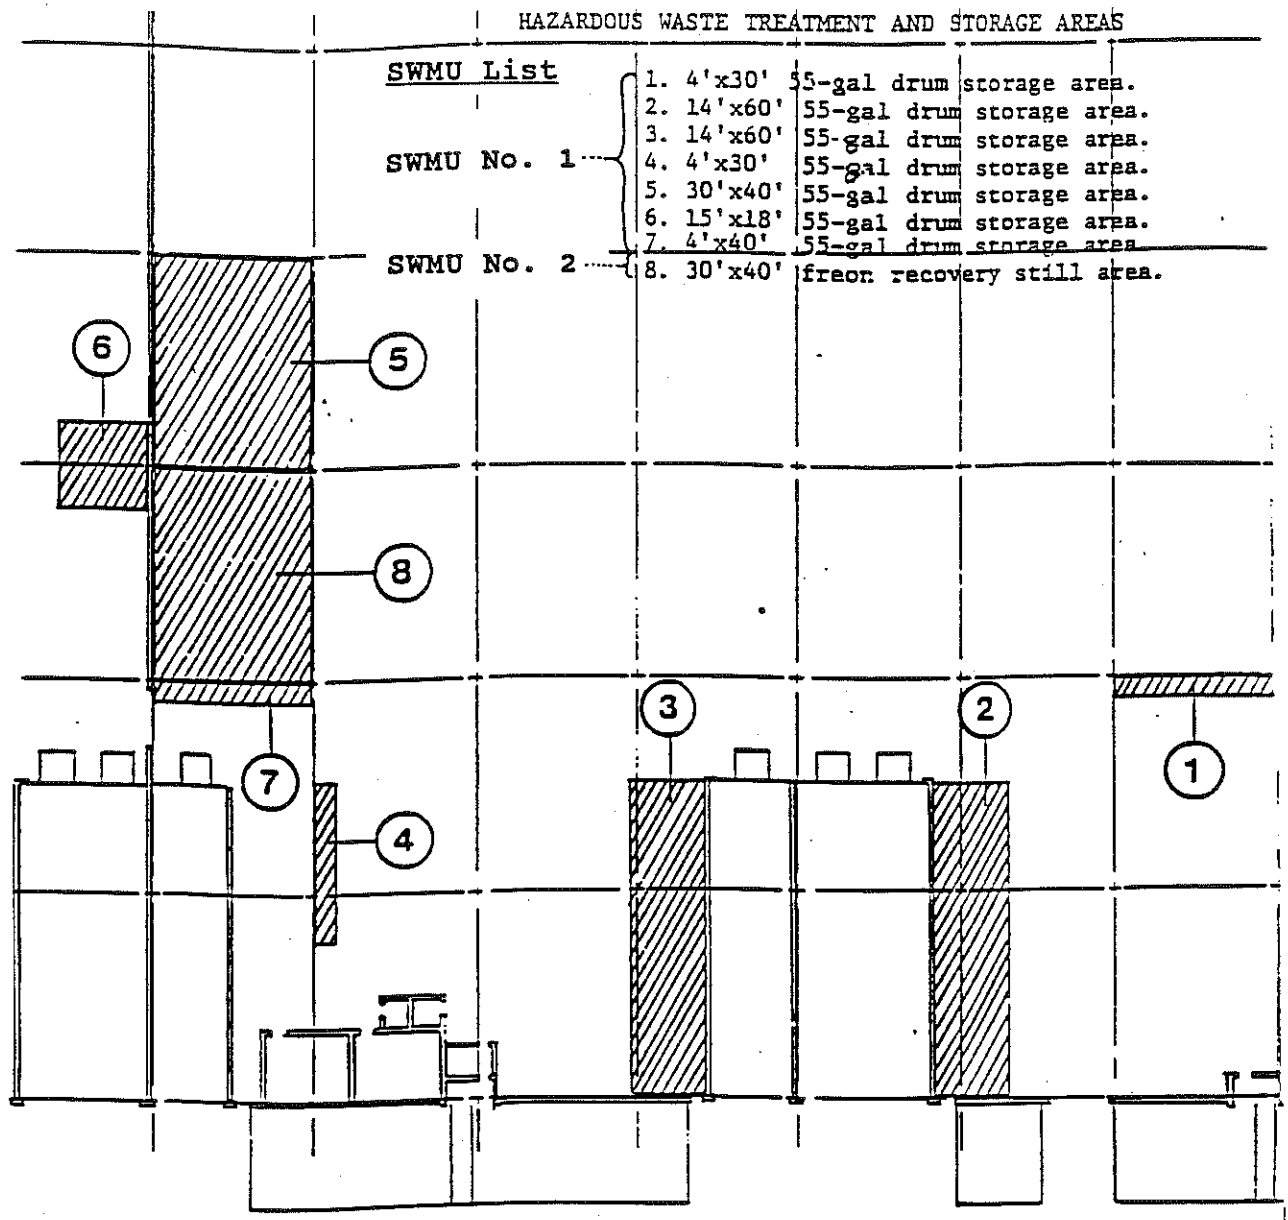 HAZARDOUS WASTE TREATMENT AND STORAGE AREAS
SWMU List
1. 4'x30' 55-gal drum storage area.
2. 14'x60' 55-gal drum storage area.
3. 14'x60' 55-gal drum storage area.
SWMU No. 1
4. 4'x30' 55-gal drum storage area.
5. 30'x40' 55-gal drum storage area.
6. 15'x18' 55-gal drum storage area.
7. 4'x40' 55-gal drum storage area.
SWMU No. 2
8. 30'x40' freon recovery still area.
6
5
8
3
2
1
7
4